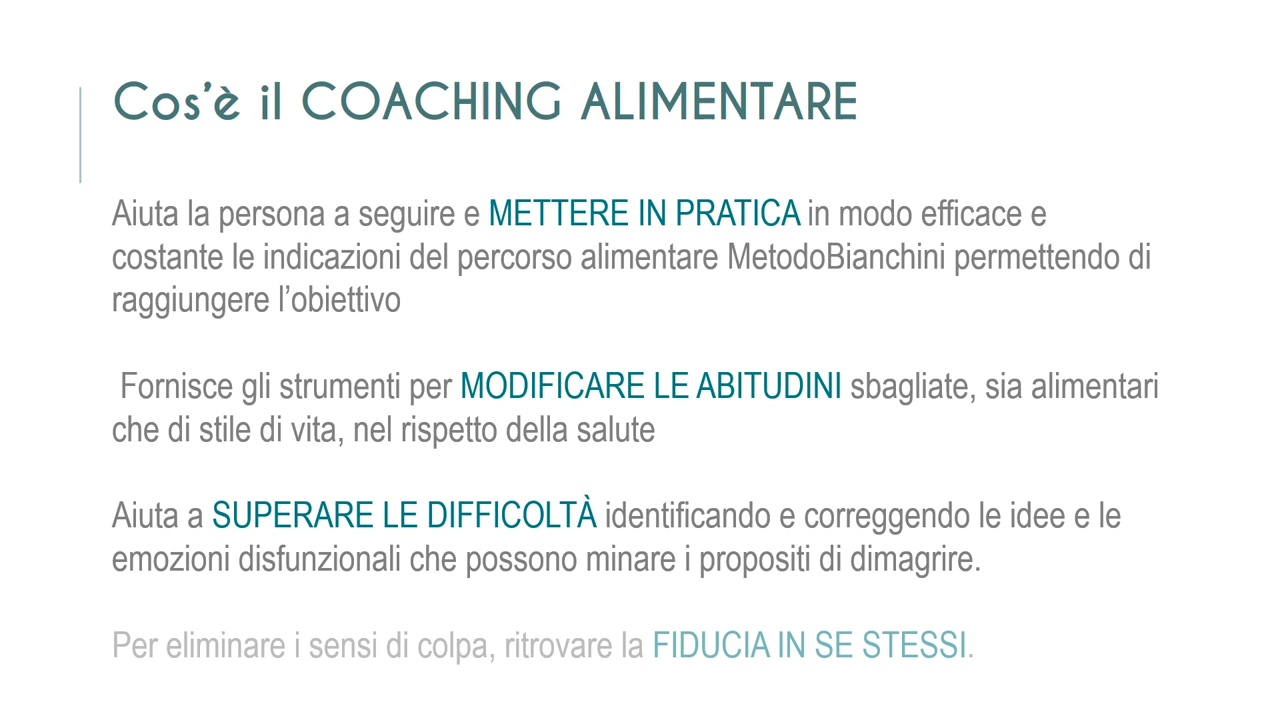 Cos’è il COACHING ALIMENTARE
Aiuta la persona a seguire e METTERE IN PRATICA in modo efficace e
costante le indicazioni del percorso alimentare MetodoBianchini permettendo di
raggiungere l’obiettivo
Fornisce gli strumenti per MODIFICARE LE ABITUDINI sbagliate, sia alimentari
che di stile di vita, nel rispetto della salute
Aiuta a SUPERARE LE DIFFICOLTÀ identificando e correggendo le idee e le
emozioni disfunzionali che possono minare i propositi di dimagrire.
Per eliminare i sensi di colpa, ritrovare la FIDUCIA IN SE STESSI.